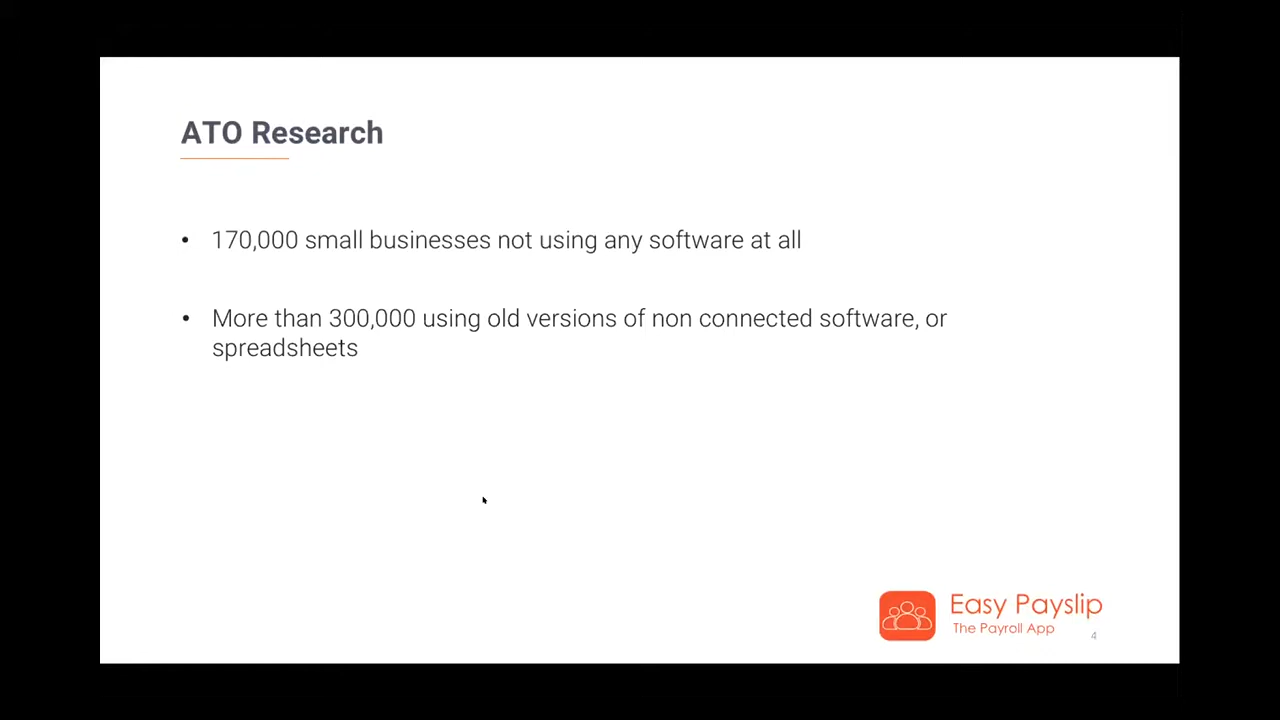 ATO Research
• 170,000 small businesses not using any software at all
• More than 300,000 using old versions of non connected software, or
spreadsheets
Easy Payslip
The Payroll App
4